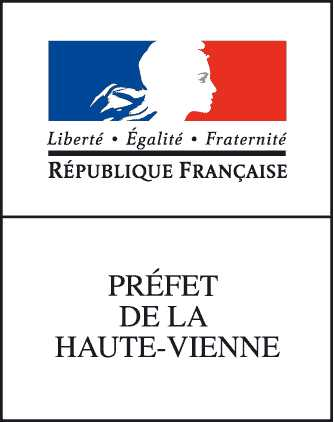 Liberté • Égalité • Fraternité
RÉPUBLIQUE FRANÇAISE
PRÉFET
DE LA
HAUTE-VIENNE